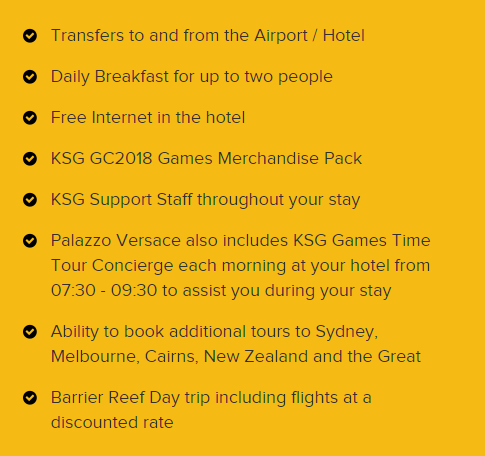 Transfers to and from the Airport / Hotel
Daily Breakfast for up to two people
Free Internet in the hotel
KSG GC2018 Games Merchandise Pack
KSG Support Staff throughout your stay
Palazzo Versace also includes KSG Games Time
Tour Concierge each morning at your hotel from
07:30 - 09:30 to assist you during your stay
Ability to book additional tours to Sydney,
Melbourne, Cairns, New Zealand and the Great
Barrier Reef Day trip including flights at a
discounted rate